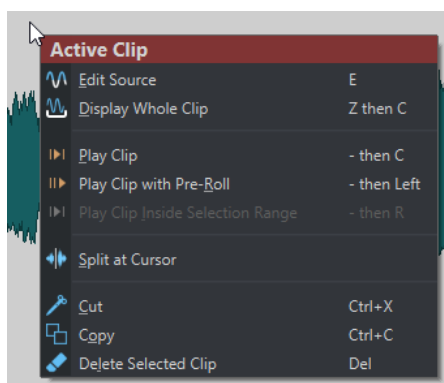 Active Clip
Edit Source E
Display Whole Clip Z then C
Play Clip - then C
Play Clip with Pre-Roll - then Left
Play Clip Inside Selection Range - then R
Split at Cursor
Cut Ctrl+X
Copy Ctrl+C
Delete Selected Clip Del